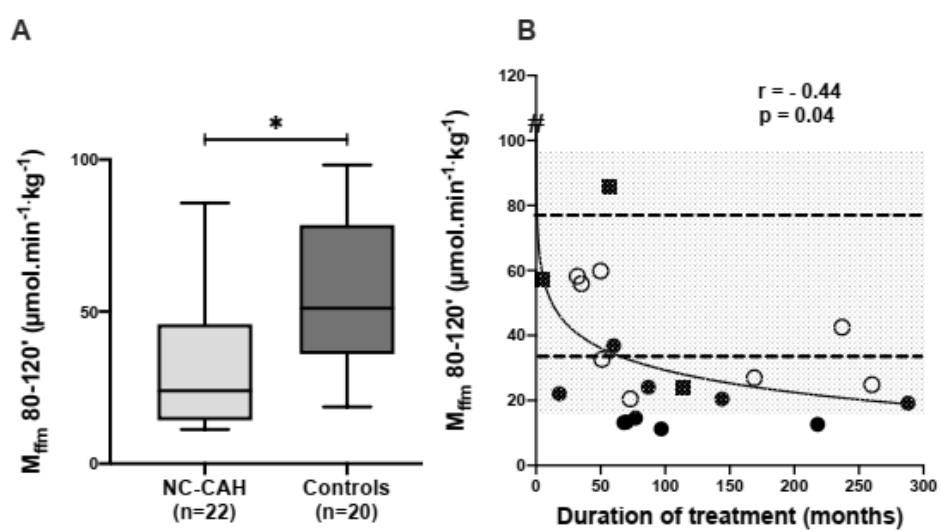 A
M_ffm 80-120' (µmol.min⁻¹·kg⁻¹)
100
50
0
*
NC-CAH
(n=22)
Controls
(n=20)
B
M_ffm 80-120' (µmol.min⁻¹·kg⁻¹)
120
#
100
80
60
40
20
0
r = - 0.44
p = 0.04
0 50 100 150 200 250 300
Duration of treatment (months)